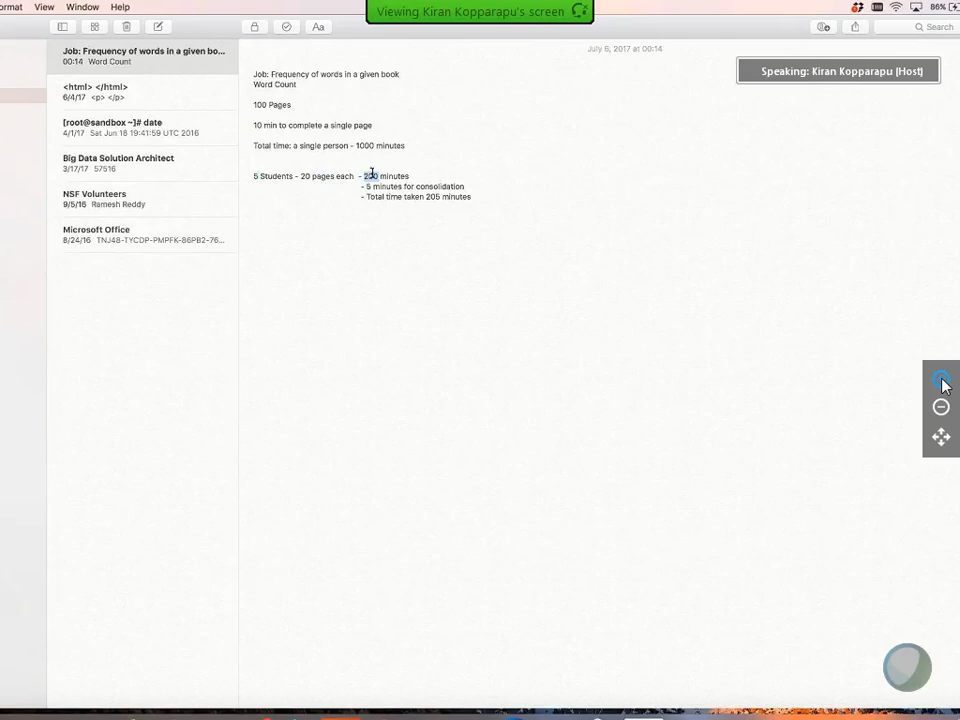 ormat View Window Help
Viewing Kiran Kopparapu's screen
86%
Aa
Search
Job: Frequency of words in a given bo...
00:14 Word Count
<html> </html>
6/4/17 <p> </p>
[root@sandbox ~]# date
4/1/17 Sat Jun 18 19:41:59 UTC 2016
Big Data Solution Architect
3/17/17 57516
NSF Volunteers
9/5/16 Ramesh Reddy
Microsoft Office
8/24/16 TNJ48-TYCDP-PMPFK-86PB2-76...
July 6, 2017 at 00:14
Speaking: Kiran Kopparapu (Host)
Job: Frequency of words in a given book
Word Count
100 Pages
10 min to complete a single page
Total time: a single person - 1000 minutes
5 Students - 20 pages each - 200 minutes
- 5 minutes for consolidation
- Total time taken 205 minutes